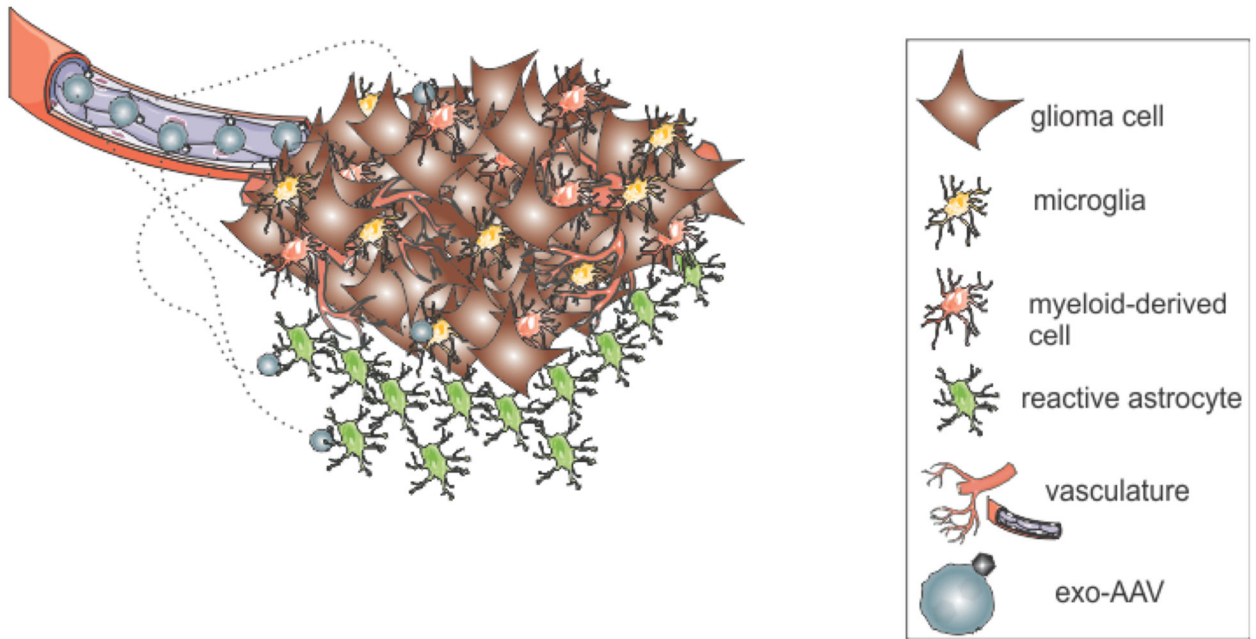 glioma cell
microglia
myeloid-derived
cell
reactive astrocyte
vasculature
exo-AAV